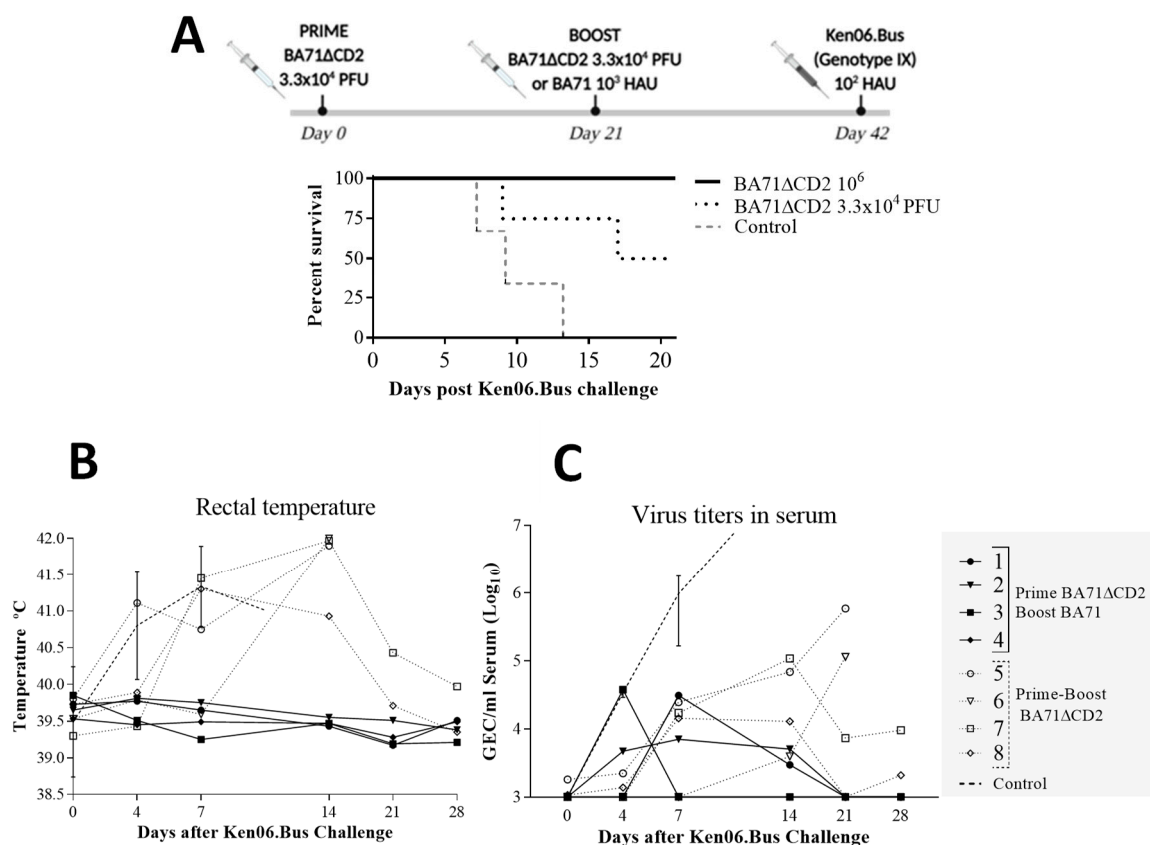 A
PRIME
BA71ΔCD2
3.3x10⁴ PFU
BOOST
BA71ΔCD2 3.3x10⁴ PFU
or BA71 10³ HAU
Ken06.Bus
(Genotype IX)
10² HAU
Day 0
Day 21
Day 42
Percent survival
100
75
50
25
0
0 5 10 15 20
Days post Ken06.Bus challenge
BA71ΔCD2 10⁶
BA71ΔCD2 3.3x10⁴ PFU
Control
B
Rectal temperature
Temperature °C
42.0
41.5
41.0
40.5
40.0
39.5
39.0
38.5
0 4 7 14 21 28
Days after Ken06.Bus Challenge
C
Virus titers in serum
GEC/ml Serum (Log₁₀)
7
6
5
4
3
0 4 7 14 21 28
Days after Ken06.Bus Challenge
1
2
3
4
Prime BA71ΔCD2
Boost BA71
5
6
7
8
Prime-Boost
BA71ΔCD2
Control